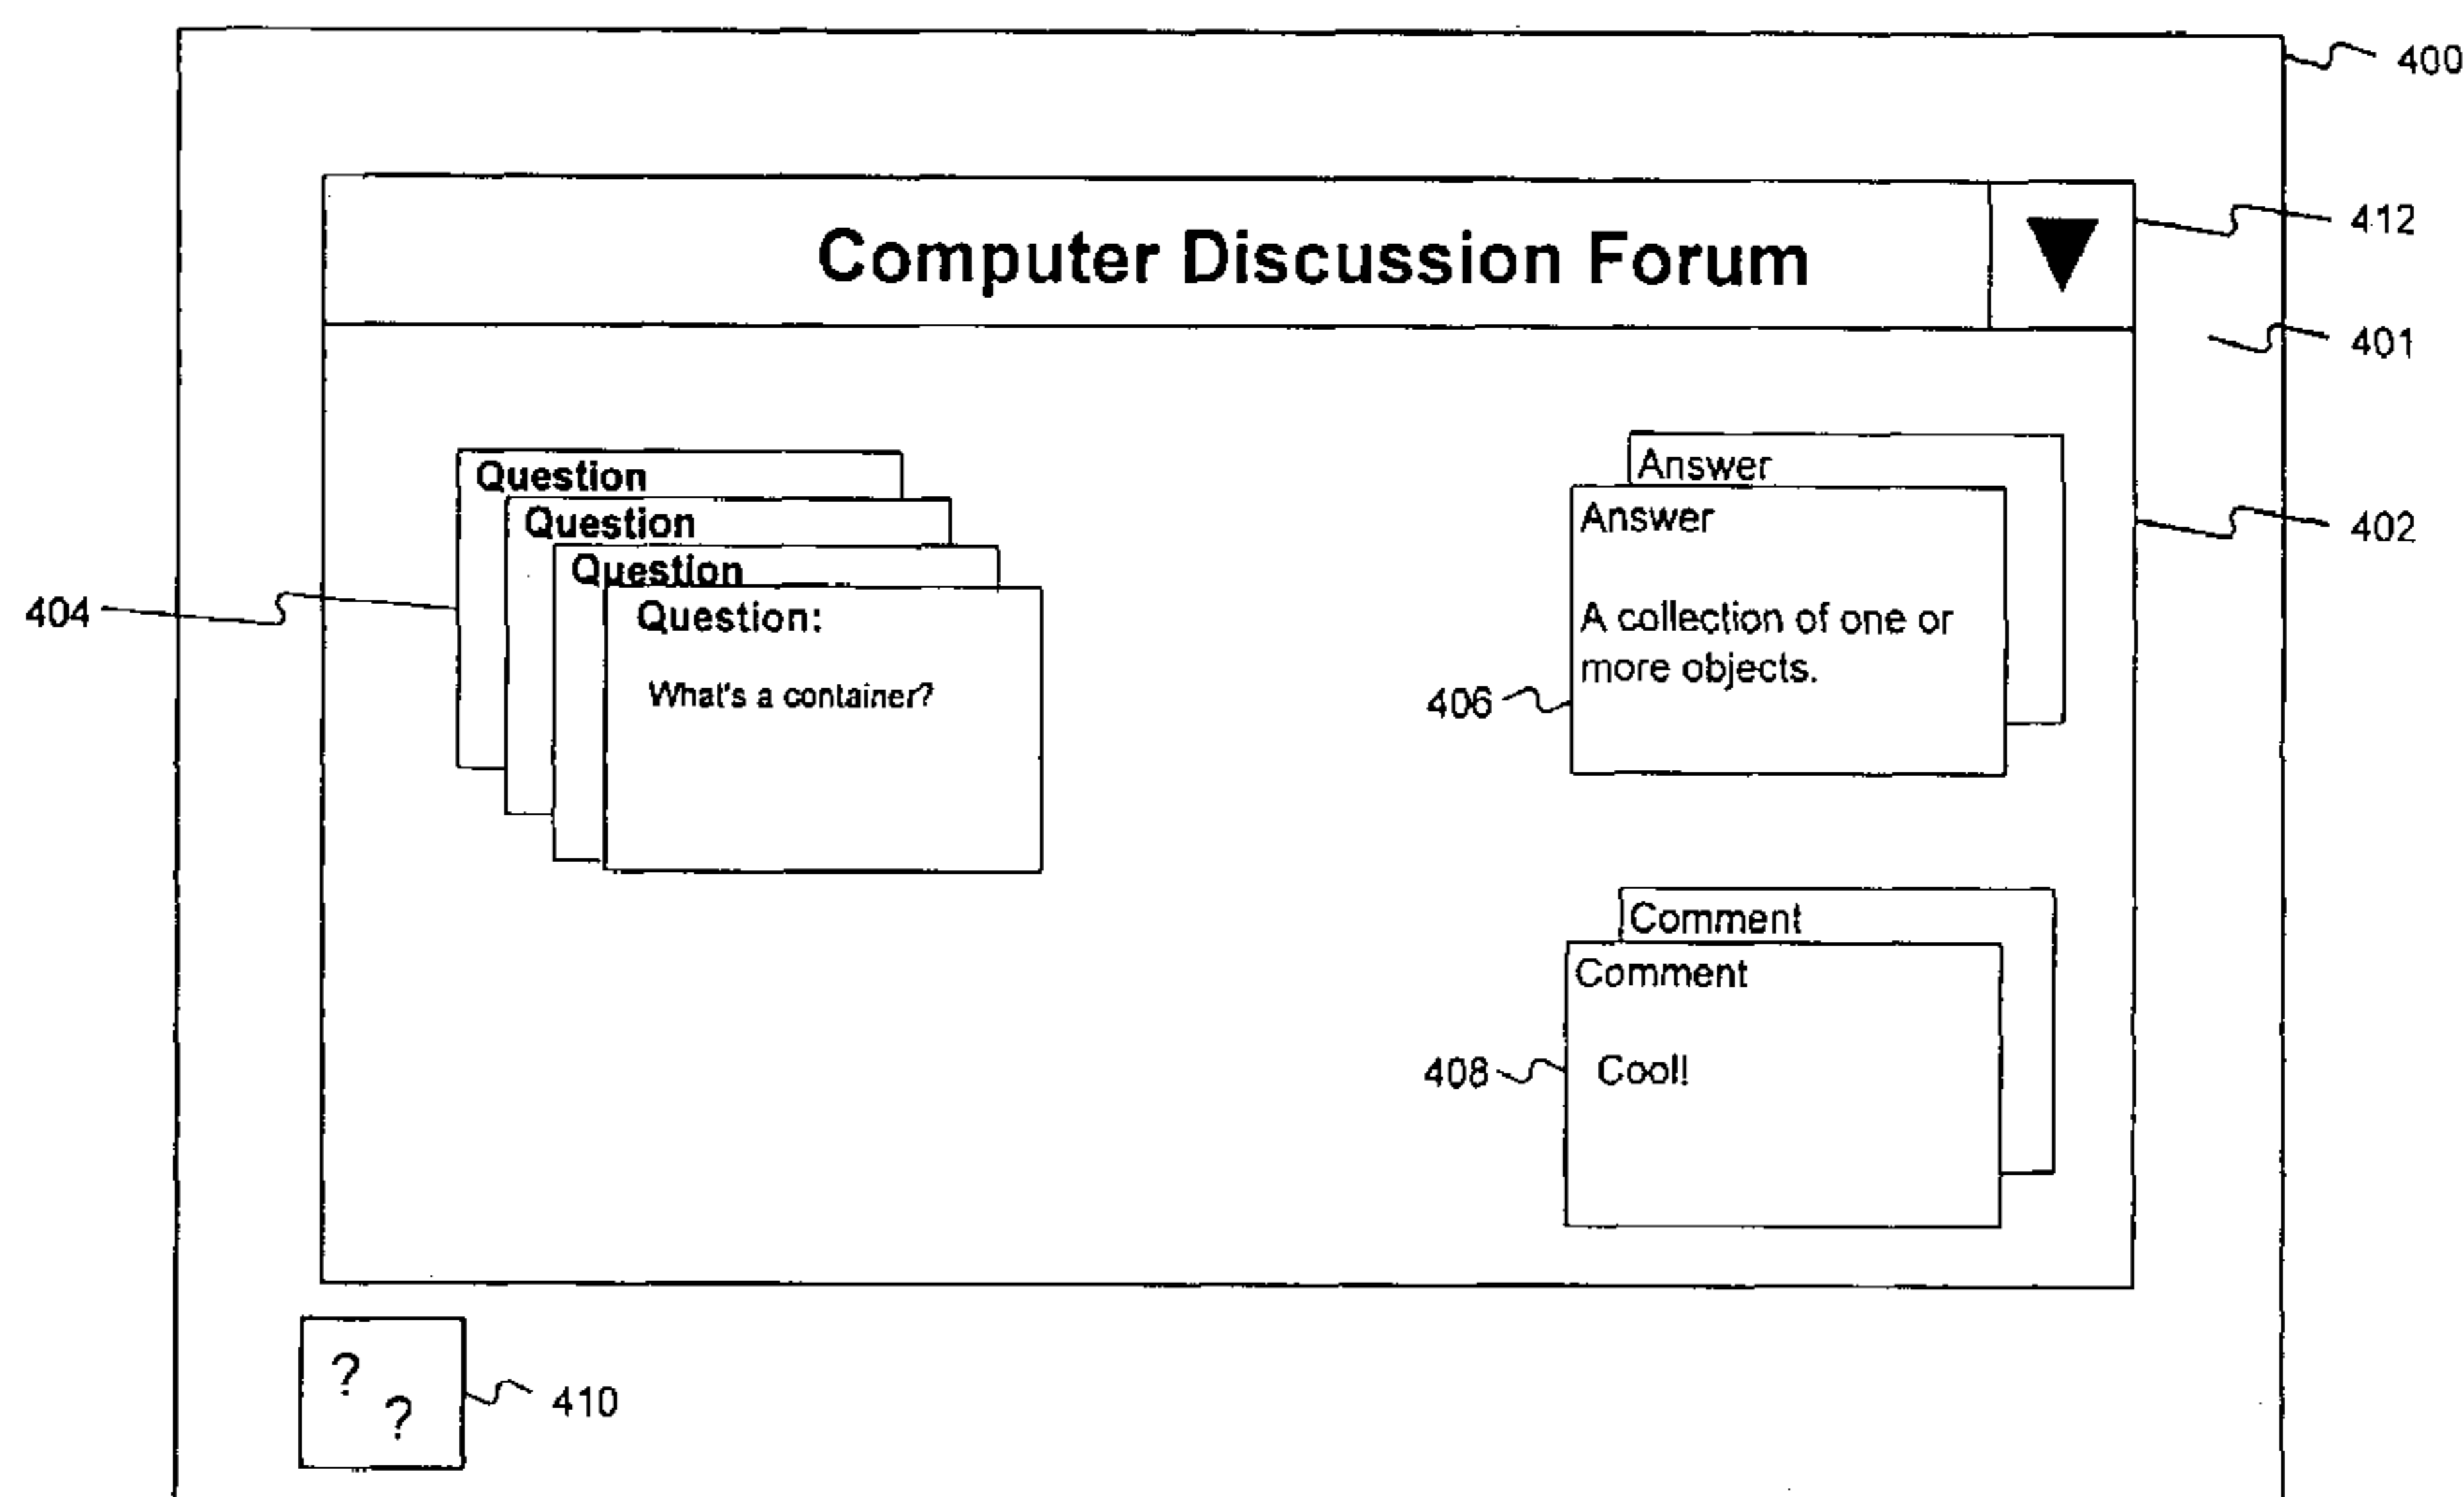 400
Computer Discussion Forum
412
401
Question
Question
Question
Question:
What's a container?
404
Answer
Answer
A collection of one or
more objects.
402
406
Comment
Comment
Cool!
408
?
?
410